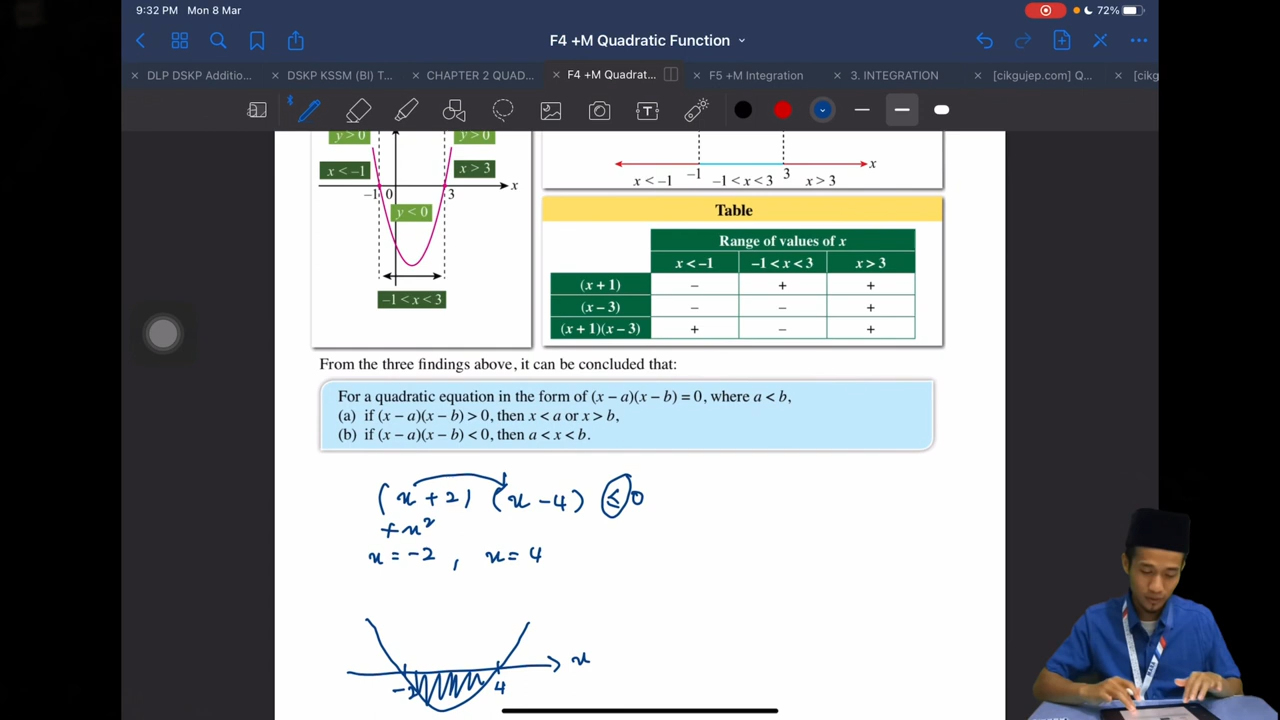 9:32 PM Mon 8 Mar
72%
F4 +M Quadratic Function
DLP DSKP Additio...
DSKP KSSM (BI) T...
CHAPTER 2 QUAD...
F4 +M Quadrat...
F5 +M Integration
3. INTEGRATION
[cikgujep.com] Q...
[cikg
y > 0
y > 0
x < −1
x > 3
−1 0 3 x
y < 0
−1 < x < 3
−1 3 x
x < −1 −1 < x < 3 x > 3
Table
Range of values of x
x < −1 −1 < x < 3 x > 3
(x + 1) − + +
(x − 3) − − +
(x + 1)(x − 3) + − +
From the three findings above, it can be concluded that:
For a quadratic equation in the form of (x − a)(x − b) = 0, where a < b,
(a) if (x − a)(x − b) > 0, then x < a or x > b,
(b) if (x − a)(x − b) < 0, then a < x < b.
(x + 2) (x − 4) ≤ 0
+x²
x = −2 , x = 4
x
−2 4